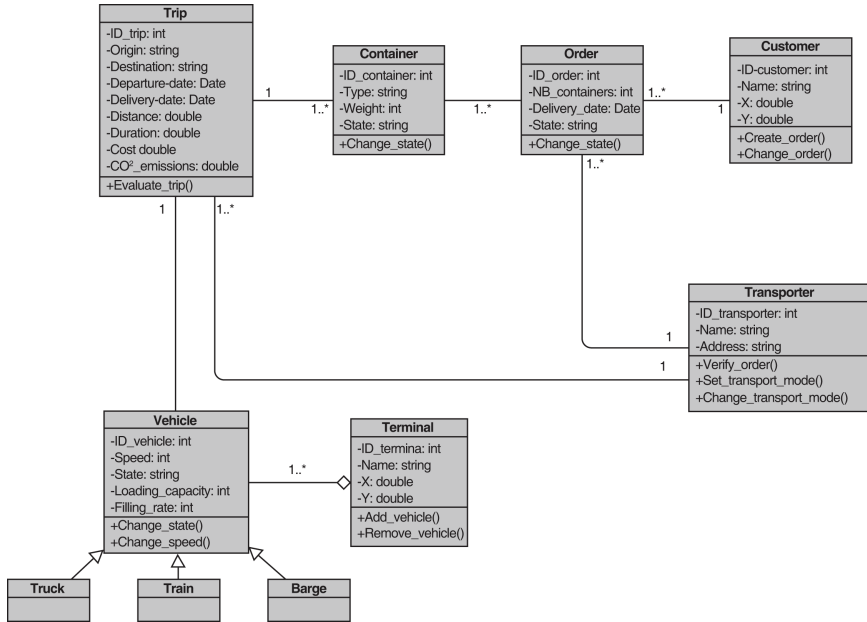 Trip
-ID_trip: int
-Origin: string
-Destination: string
-Departure-date: Date
-Delivery-date: Date
-Distance: double
-Duration: double
-Cost double
-CO²_emissions: double
+Evaluate_trip()
1
1..*
Container
-ID_container: int
-Type: string
-Weight: int
-State: string
+Change_state()
1..*
Order
-ID_order: int
-NB_containers: int
-Delivery_date: Date
-State: string
+Change_state()
1..*
1
Customer
-ID-customer: int
-Name: string
-X: double
-Y: double
+Create_order()
+Change_order()
1..*
1
1..*
1
1
Transporter
-ID_transporter: int
-Name: string
-Address: string
+Verify_order()
+Set_transport_mode()
+Change_transport_mode()
Vehicle
-ID_vehicle: int
-Speed: int
-State: string
-Loading_capacity: int
-Filling_rate: int
+Change_state()
+Change_speed()
1..*
Terminal
-ID_termina: int
-Name: string
-X: double
-Y: double
+Add_vehicle()
+Remove_vehicle()
Truck
Train
Barge